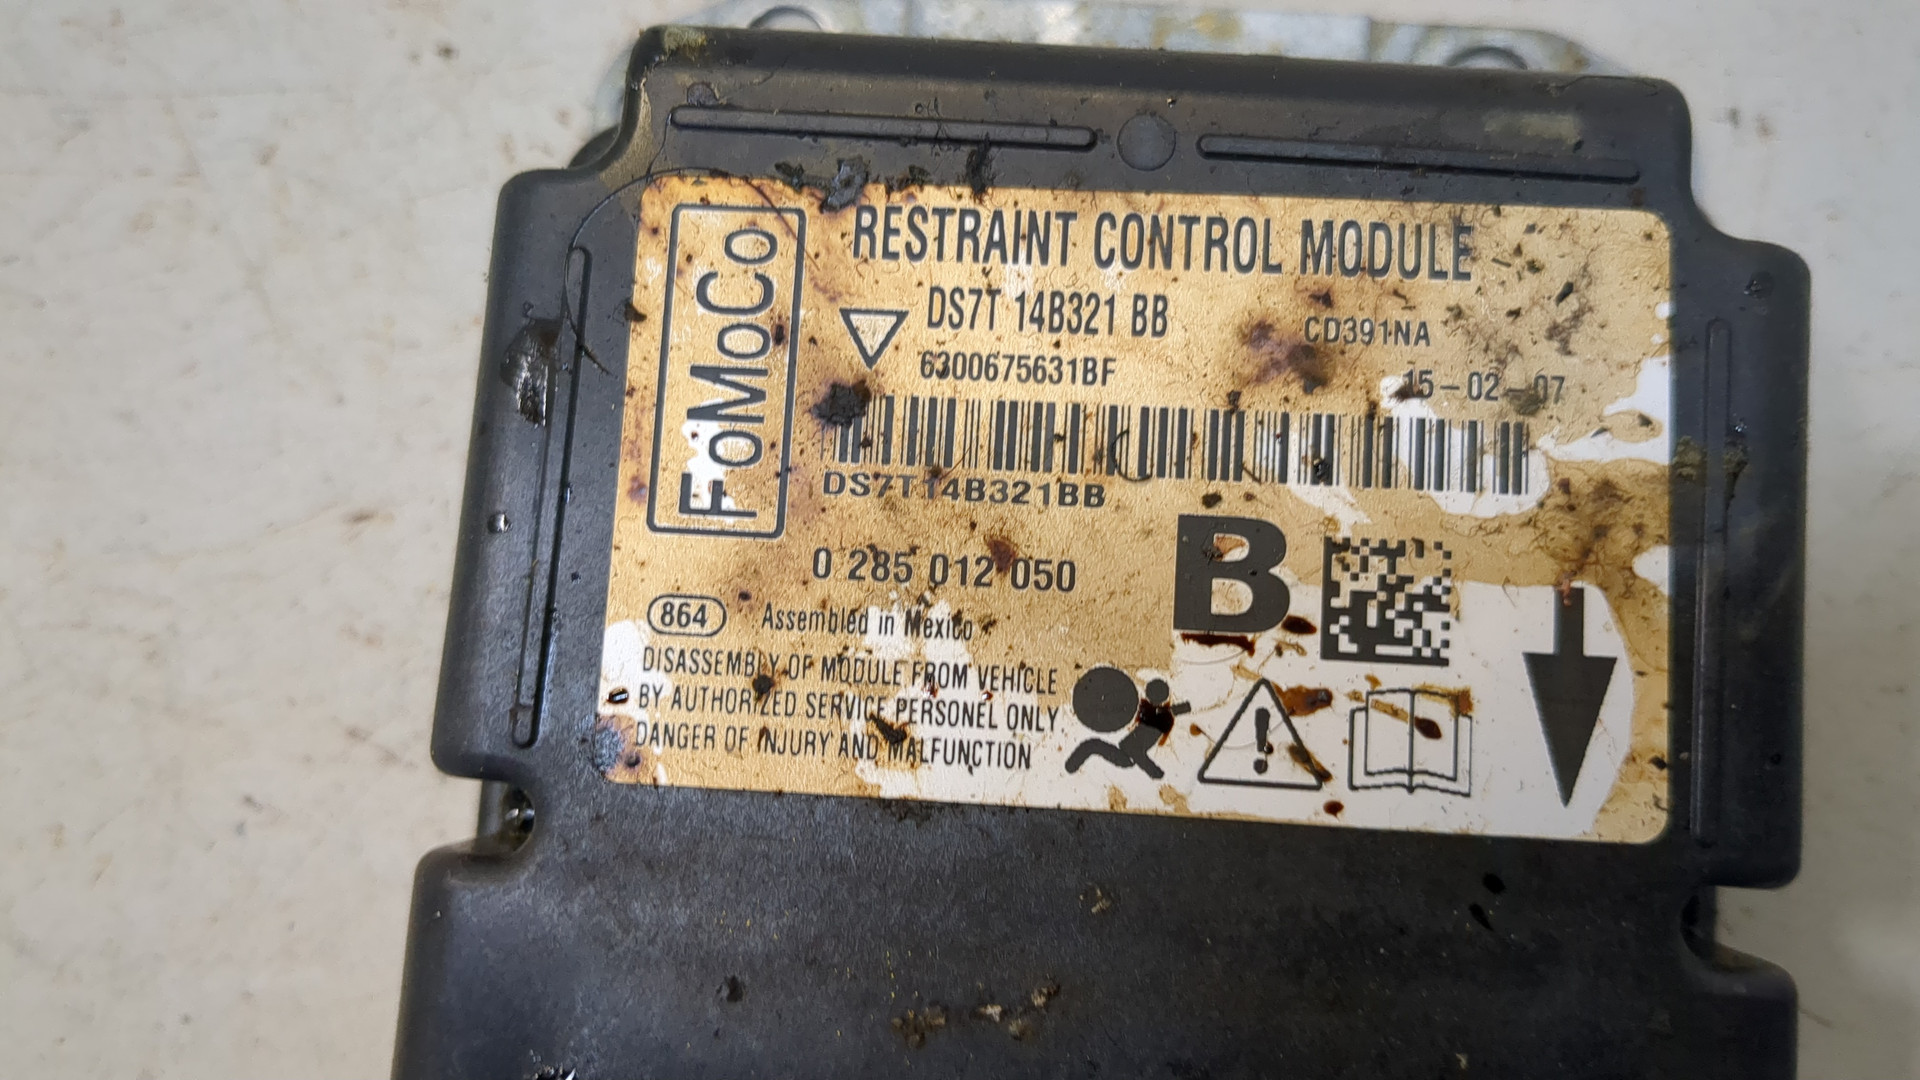 FoMoCo
RESTRAINT CONTROL MODULE
DS7T 14B321 BB
CD391NA
6300675631BF
15-02-07
DS7T14B321BB
0 285 012 050
B
864 Assembled in Mexico
DISASSEMBLY OF MODULE FROM VEHICLE
BY AUTHORIZED SERVICE PERSONEL ONLY
DANGER OF INJURY AND MALFUNCTION